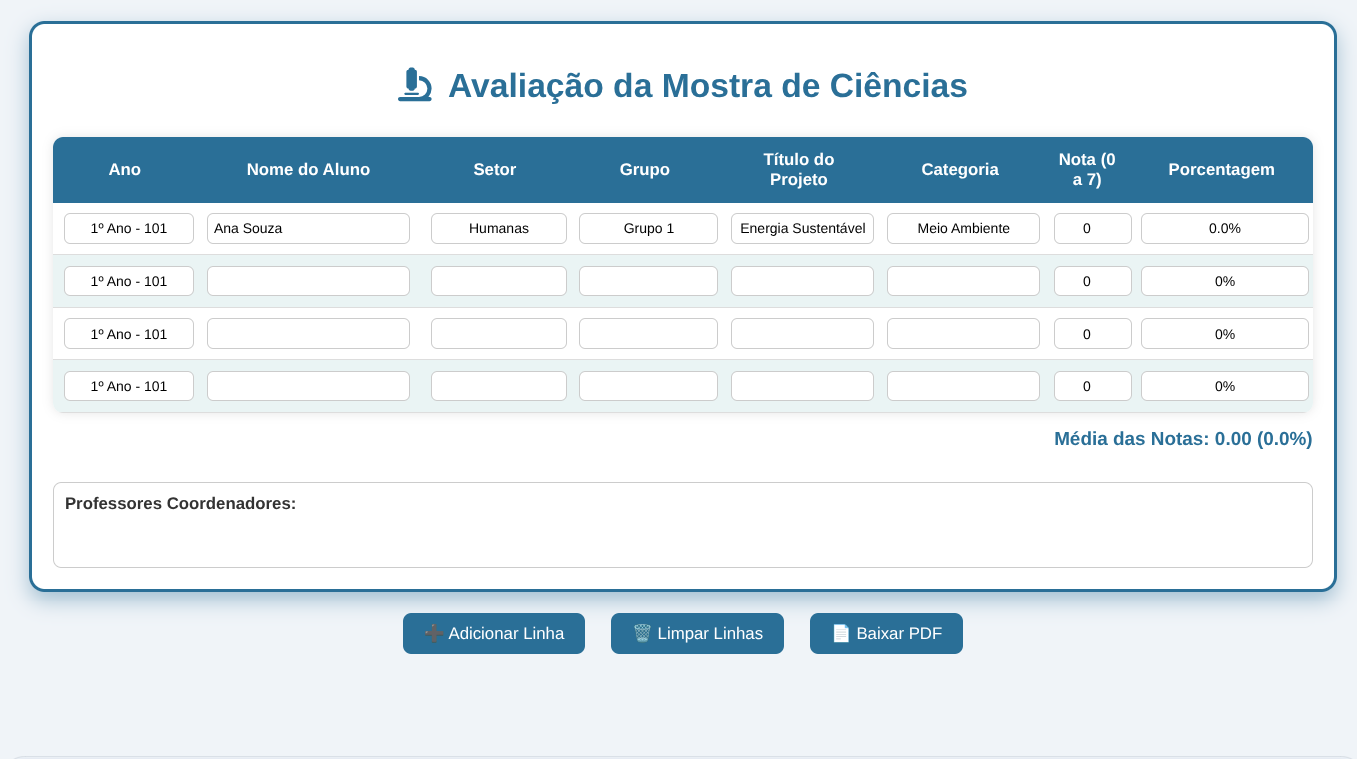 Avaliação da Mostra de Ciências
Ano Nome do Aluno Setor Grupo Título do Projeto Categoria Nota (0 a 7) Porcentagem
1º Ano - 101 Ana Souza Humanas Grupo 1 Energia Sustentável Meio Ambiente 0 0.0%
1º Ano - 101 0 0%
1º Ano - 101 0 0%
1º Ano - 101 0 0%
Média das Notas: 0.00 (0.0%)
Professores Coordenadores:
➕ Adicionar Linha 🗑️ Limpar Linhas 📄 Baixar PDF